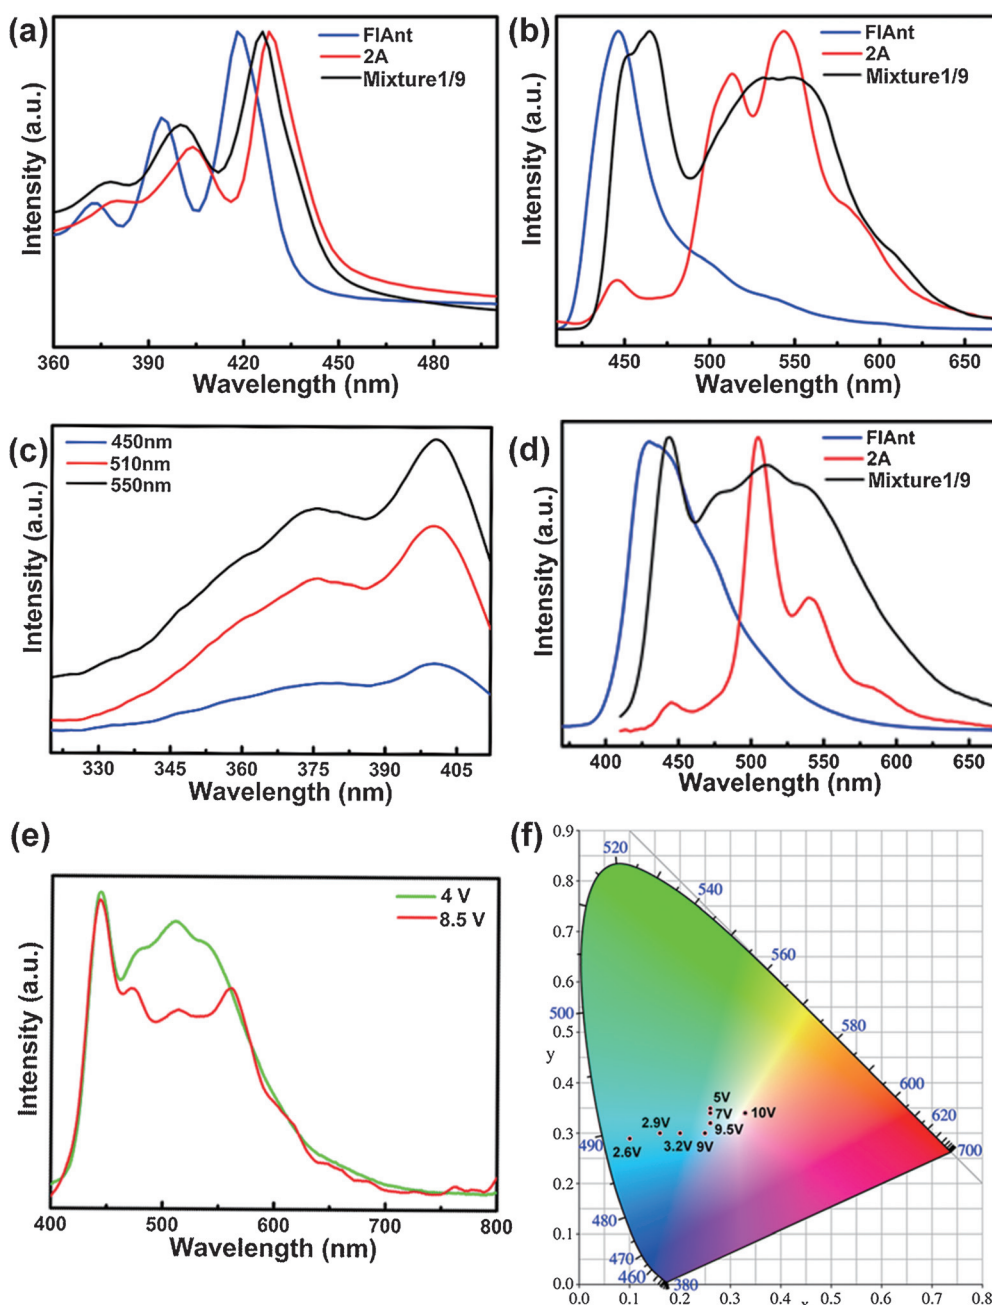 (a)
FlAnt
2A
Mixture1/9
Intensity (a.u.)
360 390 420 450 480
Wavelength (nm)
(b)
FlAnt
2A
Mixture1/9
Intensity (a.u.)
450 500 550 600 650
Wavelength (nm)
(c)
450nm
510nm
550nm
Intensity (a.u.)
330 345 360 375 390 405
Wavelength (nm)
(d)
FlAnt
2A
Mixture1/9
Intensity (a.u.)
400 450 500 550 600 650
Wavelength (nm)
(e)
4 V
8.5 V
Intensity (a.u.)
400 500 600 700 800
Wavelength (nm)
(f)
0.9
0.8
0.7
0.6
0.5
y
0.4
0.3
0.2
0.1
0.0
520
540
560
500
580
600
620
490
700
480
470
460
380
5V
7V
10V
2.9V
9.5V
2.6V
3.2V
9V
0.0 0.1 0.2 0.3 0.4 0.5 0.6 0.7 0.8
x